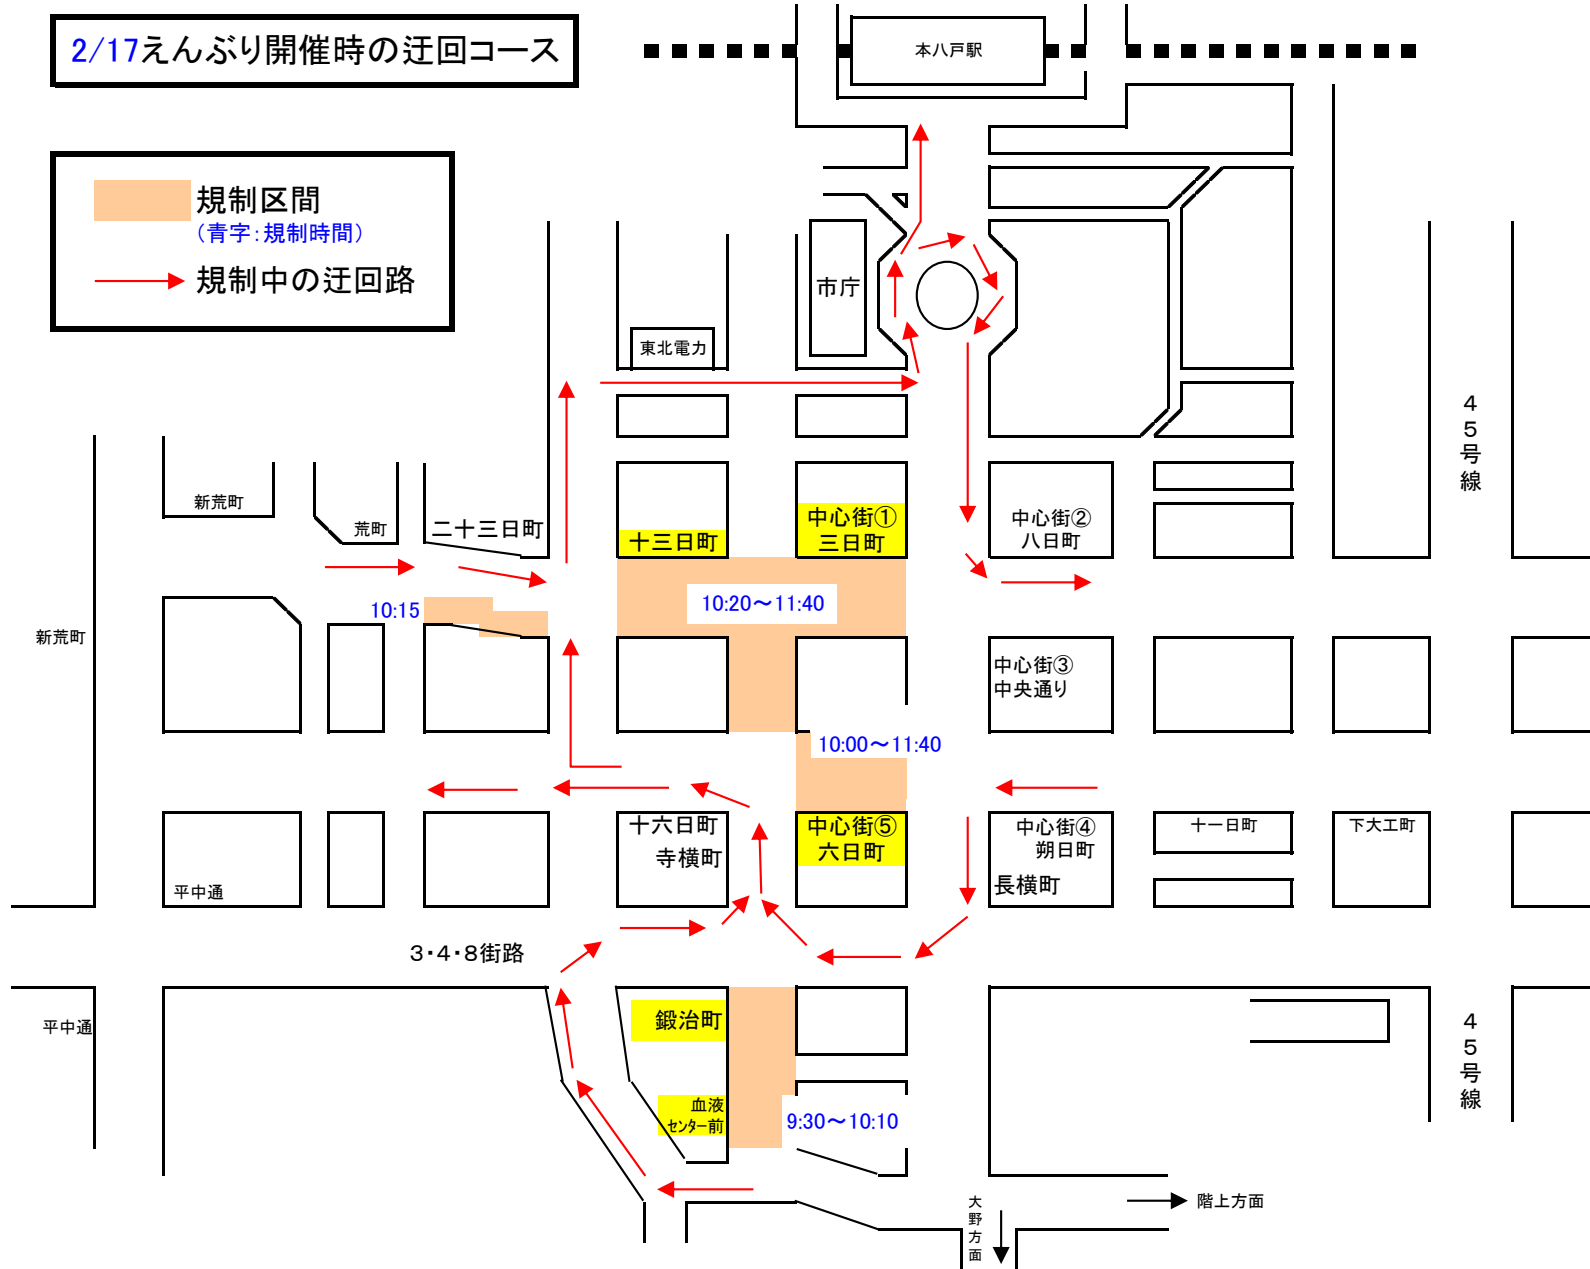 2/17えんぶり開催時の迂回コース
本八戸駅
規制区間
（青字：規制時間）
規制中の迂回路
市庁
東北電力
45号線
新荒町
荒町
二十三日町
十三日町
中心街①
三日町
中心街②
八日町
10:15
10:20～11:40
新荒町
中心街③
中央通り
10:00～11:40
十六日町
寺横町
中心街⑤
六日町
中心街④
朔日町
長横町
十一日町
下大工町
平中通
3・4・8街路
平中通
鍛治町
45号線
血液
センター前
9:30～10:10
大野方面
階上方面